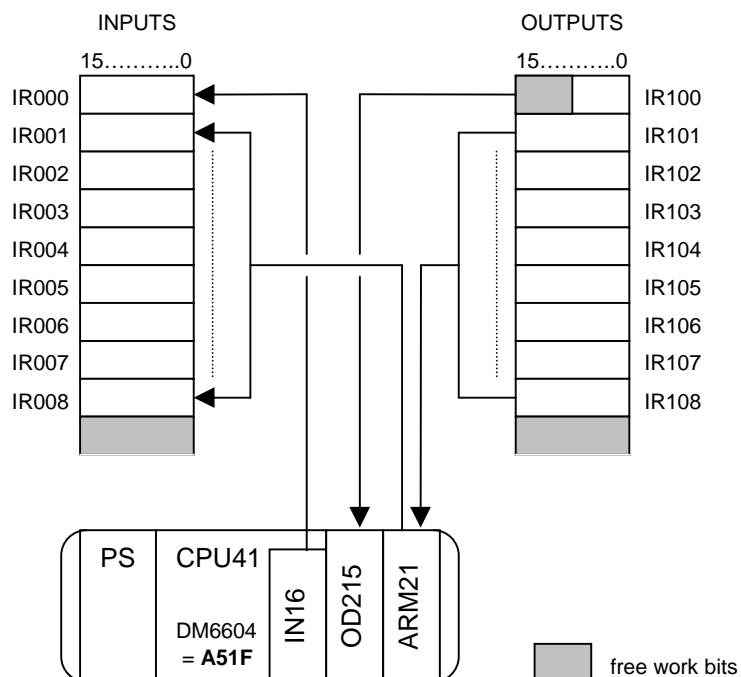 INPUTS
OUTPUTS
15………..0
15………..0
IR000
IR100
IR001
IR101
IR002
IR102
IR003
IR103
IR004
IR104
IR005
IR105
IR006
IR106
IR007
IR107
IR008
IR108
PS
CPU41
DM6604
= A51F
IN16
OD215
ARM21
free work bits